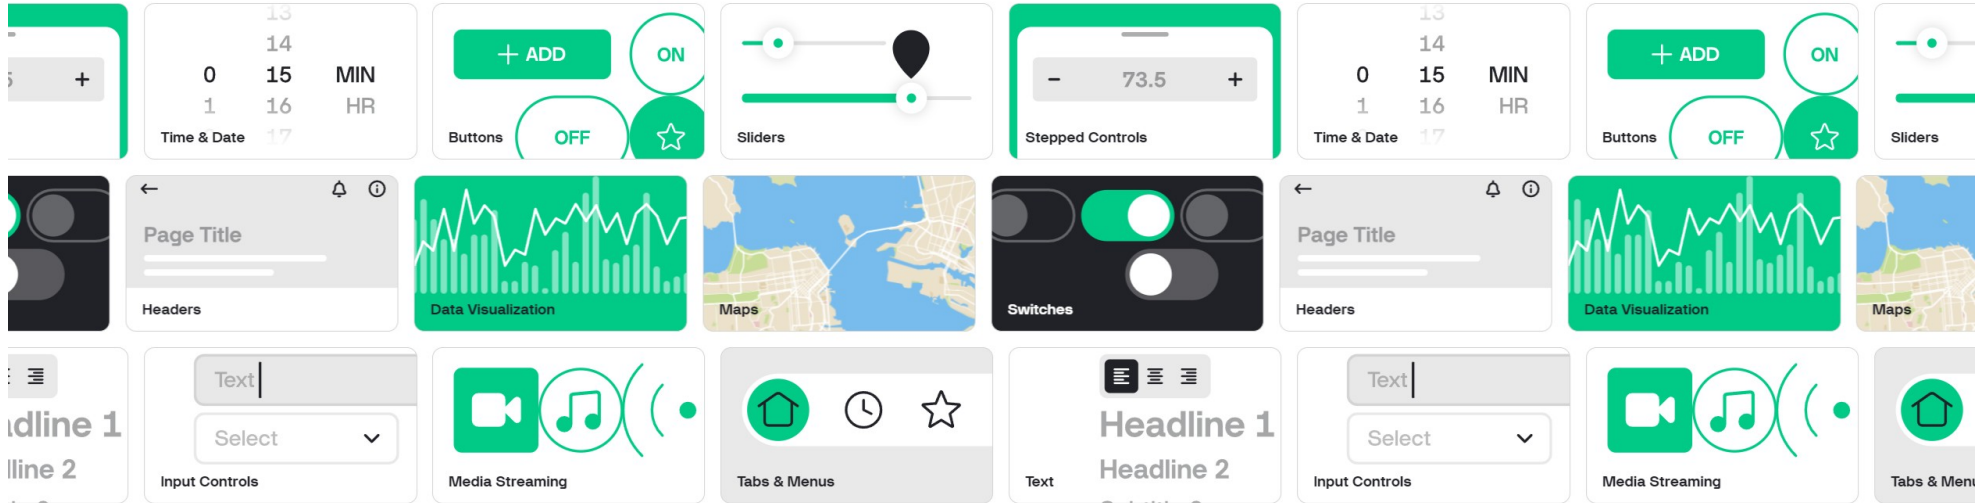 13 13
14 14
+ ADD ON + ADD ON
0 15 MIN 73.5 0 15 MIN
1 16 HR 1 16 HR
17 17
OFF OFF
Time & Date Buttons Sliders Stepped Controls Time & Date Buttons Sliders
Page Title Page Title
Headers Data Visualization Maps Switches Headers Data Visualization Maps
Text Text
adline 1 Headline 1
Select Select
line 2 Headline 2
Input Controls Media Streaming Tabs & Menus Text Input Controls Media Streaming Tabs & Menu